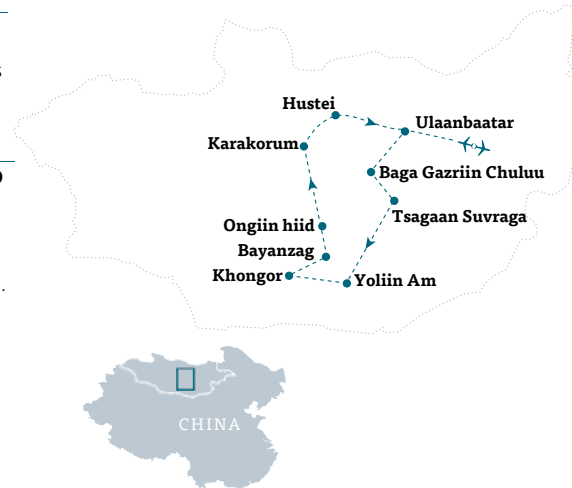 Hustei
Ulaanbaatar
Karakorum
Baga Gazriin Chuluu
Tsagaan Suvraga
Ongiin hiid
Bayanzag
Khongor
Yoliin Am
CHINA